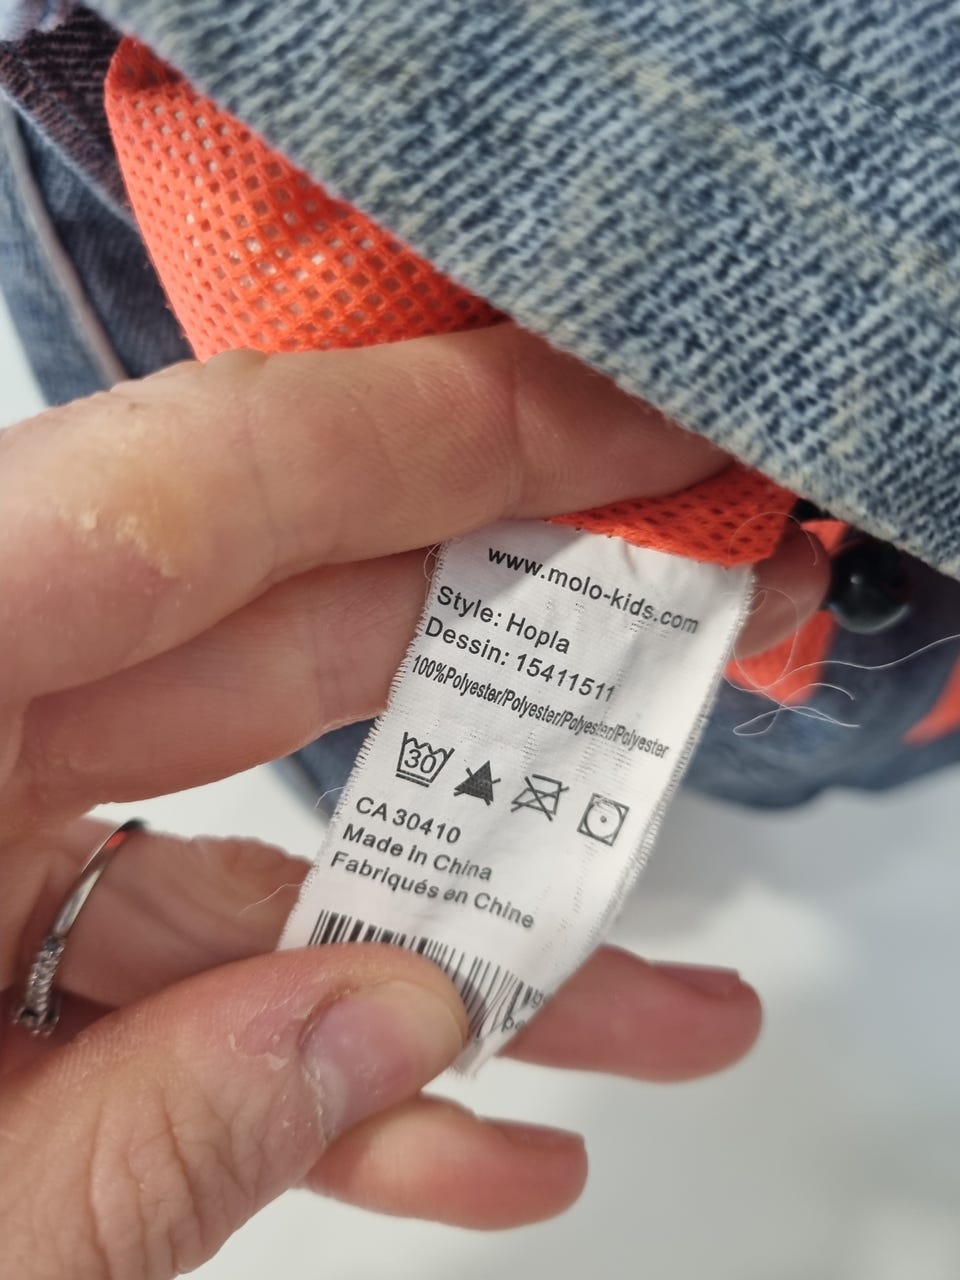 www.molo-kids.com
Style: Hopla
Dessin: 15411511
100%Polyester/Polyester/Polyester/Polyester
30
CA 30410
Made in China
Fabriqués en Chine